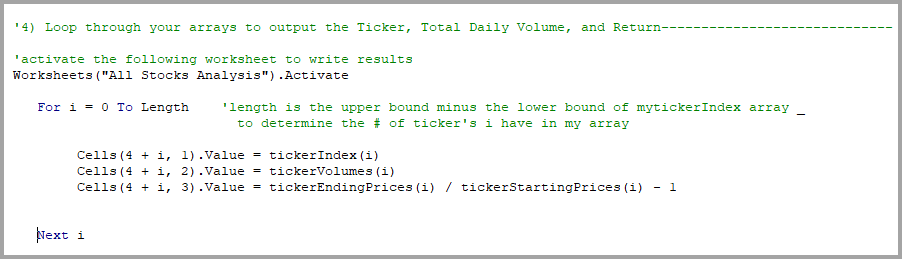 '4) Loop through your arrays to output the Ticker, Total Daily Volume, and Return-----------------------------
'activate the following worksheet to write results
Worksheets("All Stocks Analysis").Activate
For i = 0 To Length    'length is the upper bound minus the lower bound of mytickerIndex array _
to determine the # of ticker's i have in my array
Cells(4 + i, 1).Value = tickerIndex(i)
Cells(4 + i, 2).Value = tickerVolumes(i)
Cells(4 + i, 3).Value = tickerEndingPrices(i) / tickerStartingPrices(i) - 1
Next i